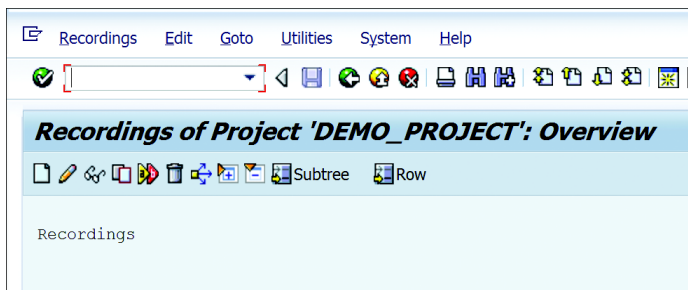 Recordings Edit Goto Utilities System Help
Recordings of Project 'DEMO_PROJECT': Overview
Subtree Row
Recordings